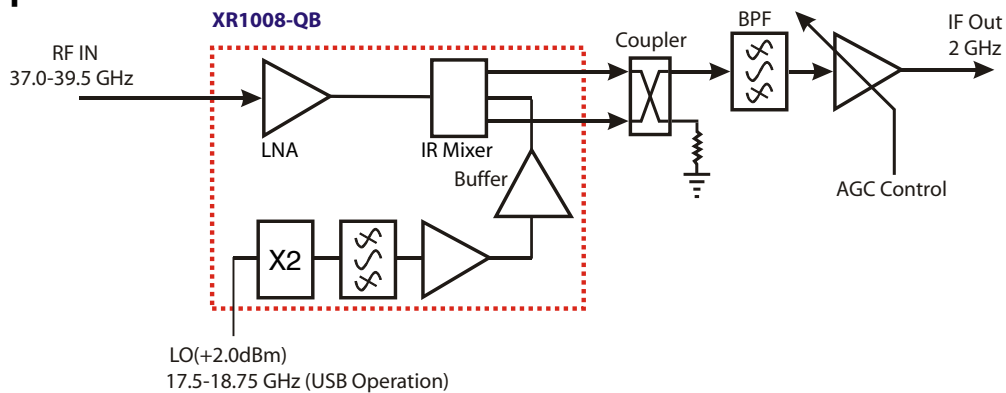 XR1008-QB
RF IN
37.0-39.5 GHz
LNA
IR Mixer
Buffer
Coupler
BPF
IF Out
2 GHz
AGC Control
X2
LO(+2.0dBm)
17.5-18.75 GHz (USB Operation)